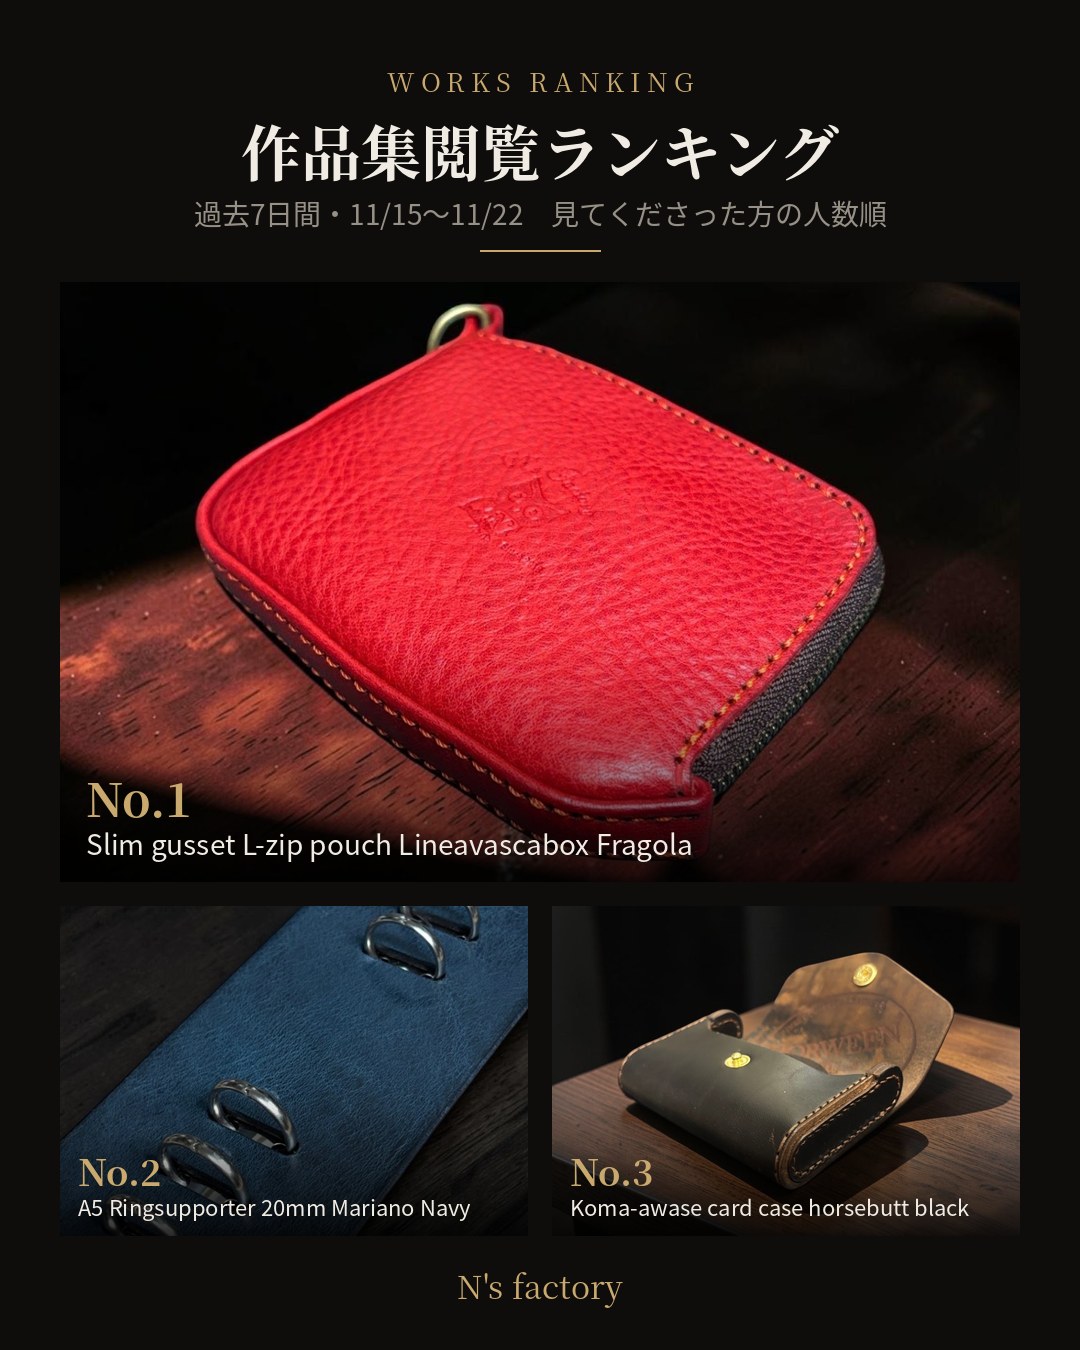 WORKS RANKING
作品集閲覧ランキング
過去7日間・11/15〜11/22　見てくださった方の人数順
No.1
Slim gusset L-zip pouch Lineavascabox Fragola
No.2
A5 Ringsupporter 20mm Mariano Navy
No.3
Koma-awase card case horsebutt black
N's factory